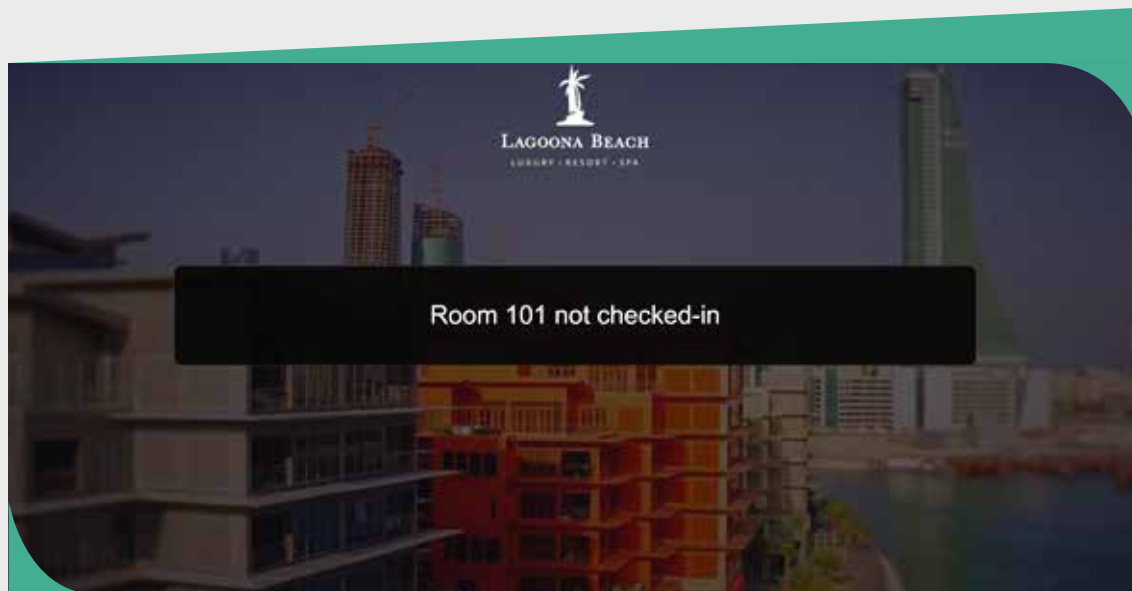 LAGOONA BEACH
LUXURY • RESORT • SPA
Room 101 not checked-in